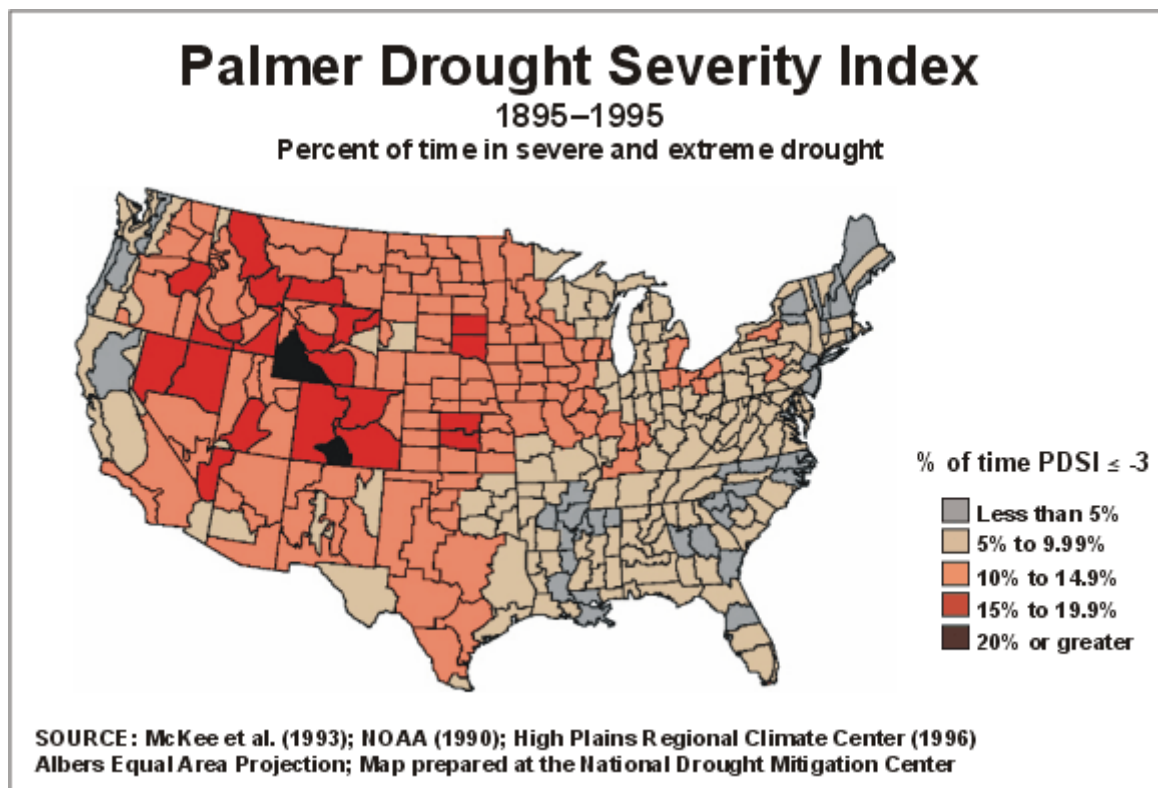 Palmer Drought Severity Index
1895–1995
Percent of time in severe and extreme drought
% of time PDSI ≤ -3
Less than 5%
5% to 9.99%
10% to 14.9%
15% to 19.9%
20% or greater
SOURCE: McKee et al. (1993); NOAA (1990); High Plains Regional Climate Center (1996)
Albers Equal Area Projection; Map prepared at the National Drought Mitigation Center